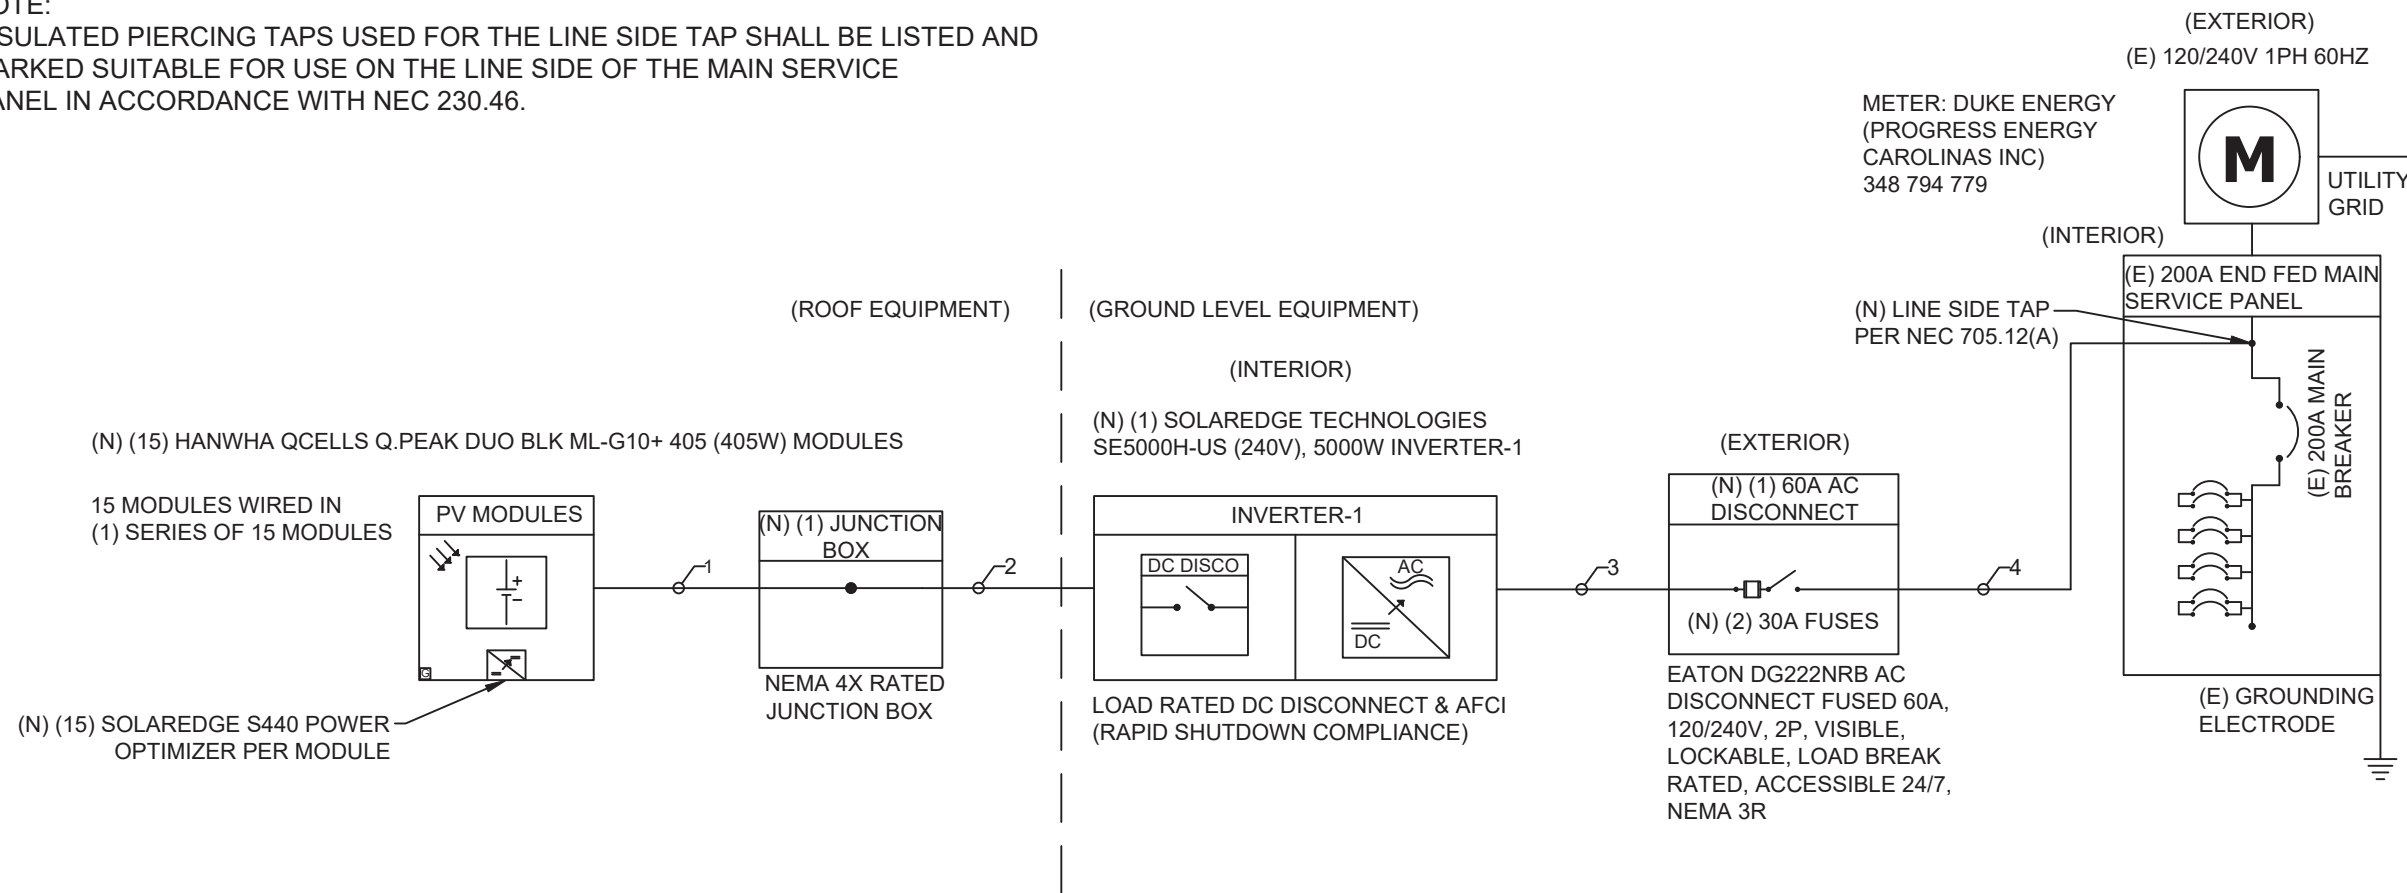 OTE:
SULATED PIERCING TAPS USED FOR THE LINE SIDE TAP SHALL BE LISTED AND
ARKED SUITABLE FOR USE ON THE LINE SIDE OF THE MAIN SERVICE
ANEL IN ACCORDANCE WITH NEC 230.46.
(EXTERIOR)
(E) 120/240V 1PH 60HZ
METER: DUKE ENERGY
(PROGRESS ENERGY
CAROLINAS INC)
348 794 779
M
UTILITY
GRID
(INTERIOR)
(E) 200A END FED MAIN
SERVICE PANEL
(N) LINE SIDE TAP
PER NEC 705.12(A)
(E) 200A MAIN
BREAKER
(E) GROUNDING
ELECTRODE
(ROOF EQUIPMENT)
(GROUND LEVEL EQUIPMENT)
(INTERIOR)
(N) (15) HANWHA QCELLS Q.PEAK DUO BLK ML-G10+ 405 (405W) MODULES
15 MODULES WIRED IN
(1) SERIES OF 15 MODULES
PV MODULES
+
−
G
(N) (15) SOLAREDGE S440 POWER
OPTIMIZER PER MODULE
1
(N) (1) JUNCTION
BOX
NEMA 4X RATED
JUNCTION BOX
2
(N) (1) SOLAREDGE TECHNOLOGIES
SE5000H-US (240V), 5000W INVERTER-1
INVERTER-1
DC DISCO
AC
DC
LOAD RATED DC DISCONNECT & AFCI
(RAPID SHUTDOWN COMPLIANCE)
3
(EXTERIOR)
(N) (1) 60A AC
DISCONNECT
(N) (2) 30A FUSES
EATON DG222NRB AC
DISCONNECT FUSED 60A,
120/240V, 2P, VISIBLE,
LOCKABLE, LOAD BREAK
RATED, ACCESSIBLE 24/7,
NEMA 3R
4